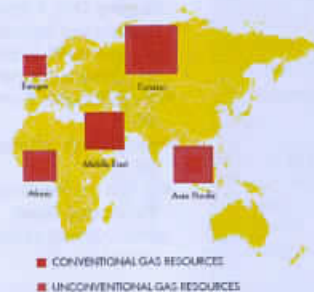 Europe
Eurasia
Middle East
Africa
Asia Pacific
CONVENTIONAL GAS RESOURCES
UNCONVENTIONAL GAS RESOURCES